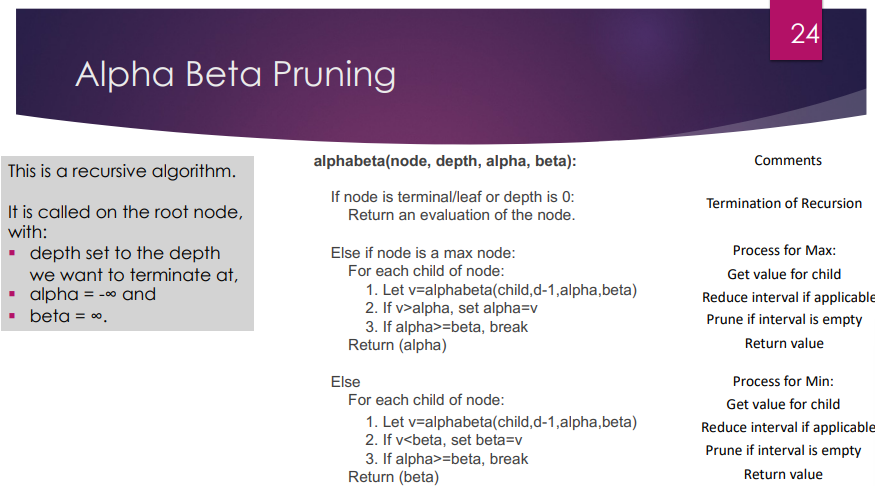 24
Alpha Beta Pruning
This is a recursive algorithm.
It is called on the root node,
with:
▪ depth set to the depth
we want to terminate at,
▪ alpha = -∞ and
▪ beta = ∞.
alphabeta(node, depth, alpha, beta):
If node is terminal/leaf or depth is 0:
Return an evaluation of the node.
Else if node is a max node:
For each child of node:
1. Let v=alphabeta(child,d-1,alpha,beta)
2. If v>alpha, set alpha=v
3. If alpha>=beta, break
Return (alpha)
Else
For each child of node:
1. Let v=alphabeta(child,d-1,alpha,beta)
2. If v<beta, set beta=v
3. If alpha>=beta, break
Return (beta)
Comments
Termination of Recursion
Process for Max:
Get value for child
Reduce interval if applicable
Prune if interval is empty
Return value
Process for Min:
Get value for child
Reduce interval if applicable
Prune if interval is empty
Return value